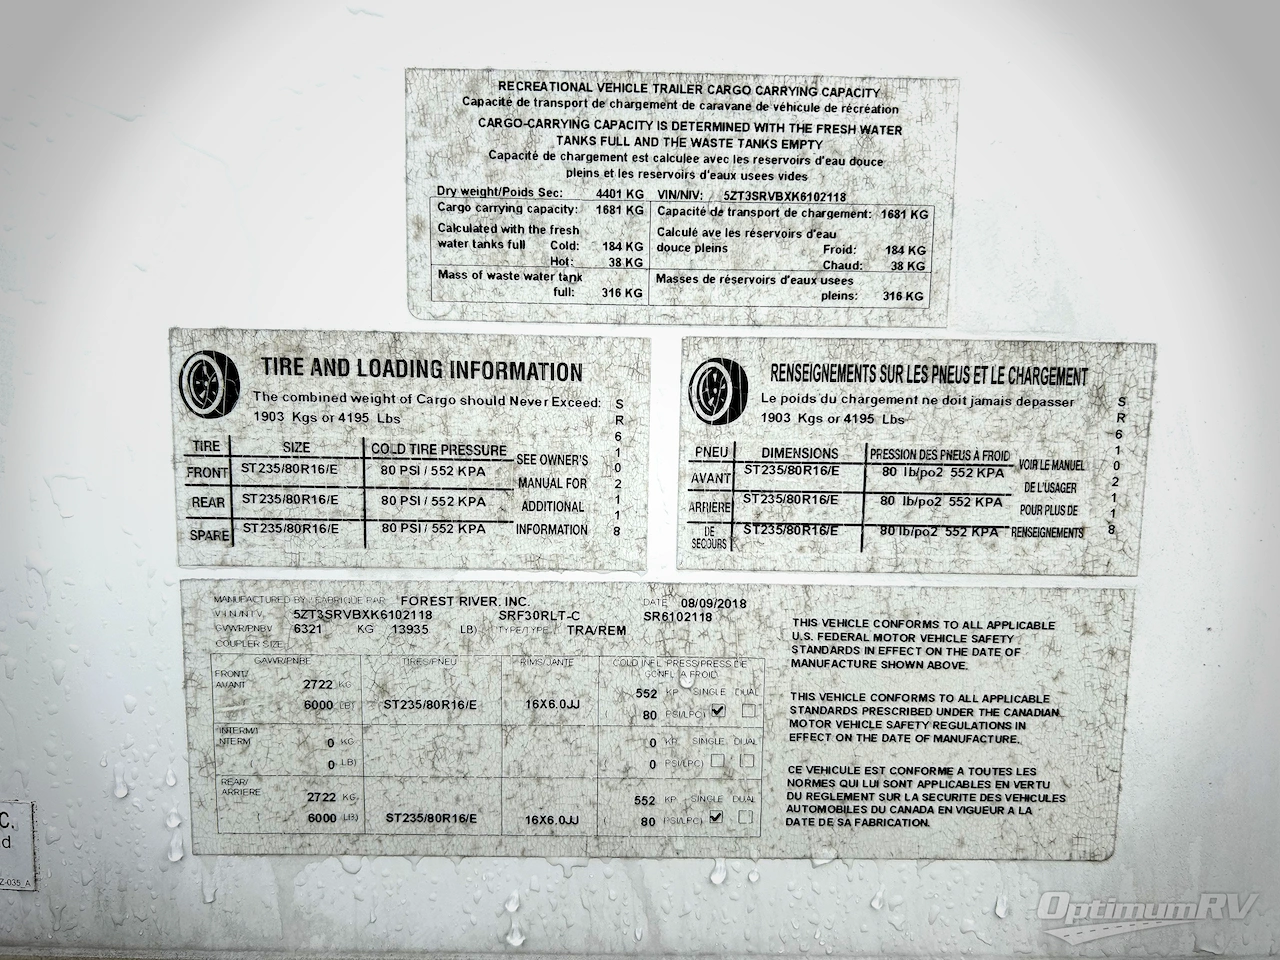 RECREATIONAL VEHICLE TRAILER CARGO CARRYING CAPACITY
Capacité de transport de chargement de caravane de véhicule de récréation
CARGO-CARRYING CAPACITY IS DETERMINED WITH THE FRESH WATER
TANKS FULL AND THE WASTE TANKS EMPTY
Capacité de chargement est calculée avec les reservoirs d'eau douce
pleins et les reservoirs d'eaux usees vides
Dry weight/Poids Sec: 4401 KG VIN/NIV: 5ZT3SRVBXK6102118
Cargo carrying capacity: 1681 KG Capacité de transport de chargement: 1681 KG
Calculated with the fresh Calculé ave les réservoirs d'eau
water tanks full Cold: 184 KG douce pleins Froid: 184 KG
Hot: 38 KG Chaud: 38 KG
Mass of waste water tank Masses de réservoirs d'eaux usees
full: 316 KG pleins: 316 KG
TIRE AND LOADING INFORMATION
The combined weight of Cargo should Never Exceed:
1903 Kgs or 4195 Lbs
TIRE SIZE COLD TIRE PRESSURE
FRONT ST235/80R16/E 80 PSI / 552 KPA
REAR ST235/80R16/E 80 PSI / 552 KPA
SPARE ST235/80R16/E 80 PSI / 552 KPA
SEE OWNER'S
MANUAL FOR
ADDITIONAL
INFORMATION
SR6102118
RENSEIGNEMENTS SUR LES PNEUS ET LE CHARGEMENT
Le poids du chargement ne doit jamais depasser
1903 Kgs or 4195 Lbs
PNEU DIMENSIONS PRESSION DES PNEUS À FROID
AVANT ST235/80R16/E 80 lb/po2 552 KPA
ARRIÈRE ST235/80R16/E 80 lb/po2 552 KPA
DE SECOURS ST235/80R16/E 80 lb/po2 552 KPA
VOIR LE MANUEL
DE L'USAGER
POUR PLUS DE
RENSEIGNEMENTS
SR6102118
MANUFACTURED BY / FABRIQUE PAR: FOREST RIVER, INC. DATE 08/09/2018
V.I.N./N.T.V. 5ZT3SRVBXK6102118 SRF30RLT-C SR6102118
GVWR/PNBV 6321 KG 13935 LB) TYPE/TYPE: TRA/REM
COUPLER SIZE
GAWR/PNBE TIRES/PNEU RIMS/JANTE COLD INFL. PRESS/PRESS DE
GONFL. A FROID
FRONT/
AVANT 2722 KG 552 KP SINGLE DUAL
6000 LB) ST235/80R16/E 16X6.0JJ 80 PSI/LPC)
INTERM/
INTERM 0 KG 0 KP SINGLE DUAL
( 0 LB) ( 0 PSI/LPC)
REAR/
ARRIERE 2722 KG 552 KP SINGLE DUAL
( 6000 LB) ST235/80R16/E 16X6.0JJ ( 80 PSI/LPC)
THIS VEHICLE CONFORMS TO ALL APPLICABLE
U.S. FEDERAL MOTOR VEHICLE SAFETY
STANDARDS IN EFFECT ON THE DATE OF
MANUFACTURE SHOWN ABOVE.
THIS VEHICLE CONFORMS TO ALL APPLICABLE
STANDARDS PRESCRIBED UNDER THE CANADIAN
MOTOR VEHICLE SAFETY REGULATIONS IN
EFFECT ON THE DATE OF MANUFACTURE.
CE VEHICULE EST CONFORME A TOUTES LES
NORMES QUI LUI SONT APPLICABLES EN VERTU
DU REGLEMENT SUR LA SECURITE DES VEHICULES
AUTOMOBILES DU CANADA EN VIGUEUR A LA
DATE DE SA FABRICATION.
C.
d
Z-035_A
OptimumRV